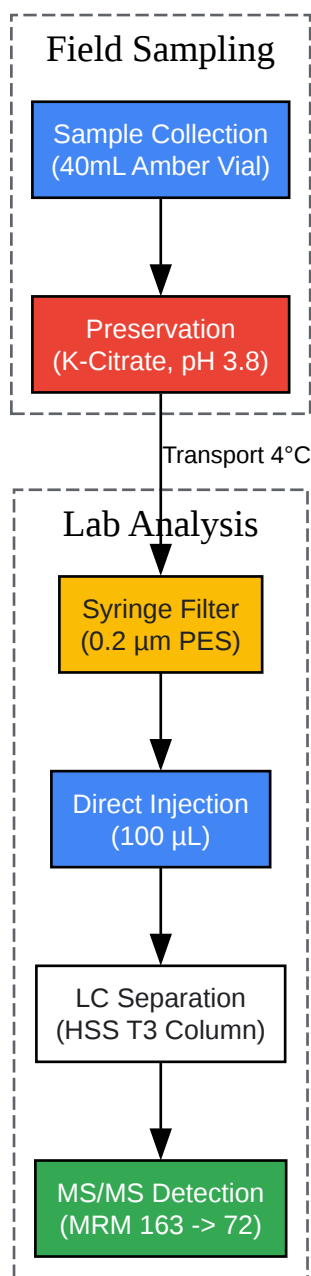 Field Sampling
Sample Collection
(40mL Amber Vial)
Preservation
(K-Citrate, pH 3.8)
Transport 4°C
Lab Analysis
Syringe Filter
(0.2 µm PES)
Direct Injection
(100 µL)
LC Separation
(HSS T3 Column)
MS/MS Detection
(MRM 163 -> 72)